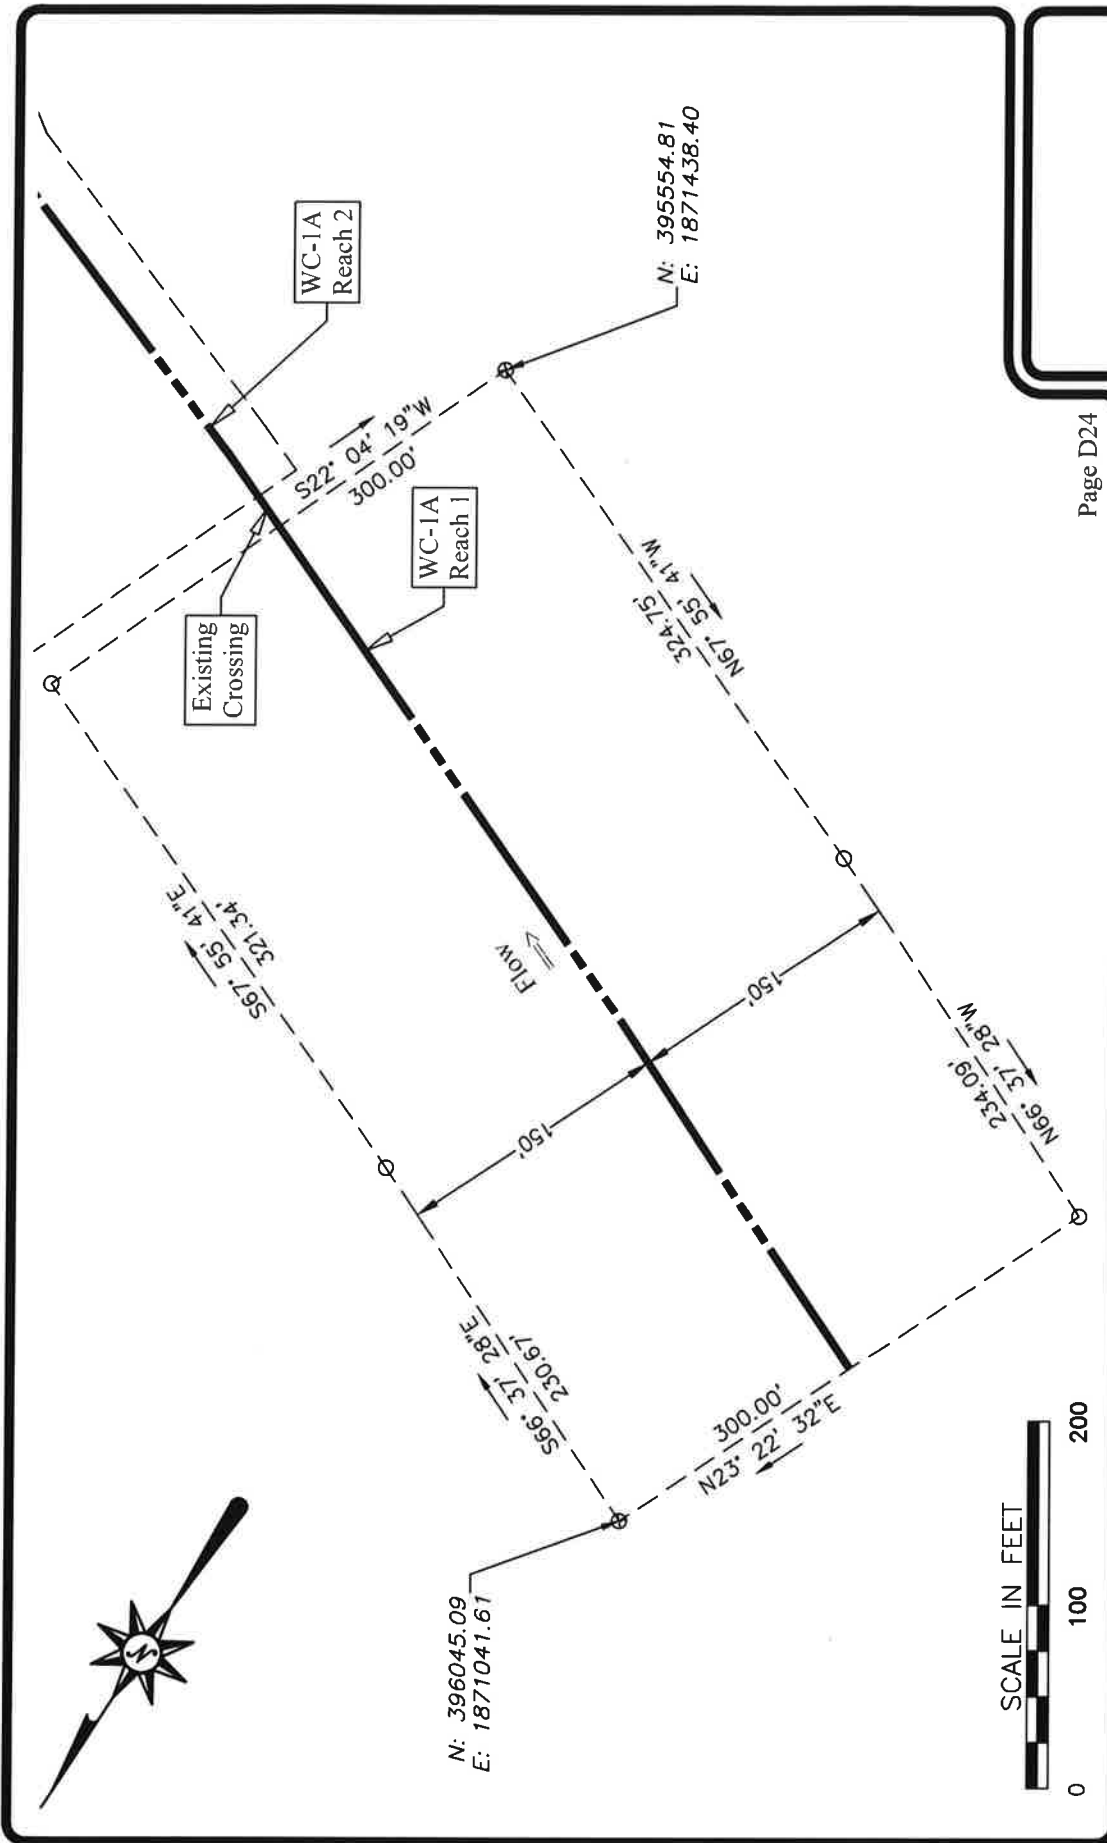 N: 396045.09
E: 1871041.61
S66° 37' 28"E
230.67'
S67° 55' 41"E
321.34'
Existing
Crossing
WC-1A
Reach 2
S22° 04' 19"W
300.00'
WC-1A
Reach 1
N: 395554.81
E: 1871438.40
Flow
150'
150'
324.75'
N67° 55' 41"W
234.09'
N66° 37' 28"W
300.00'
N23° 22' 32"E
N
SCALE IN FEET
0 100 200
Page D24